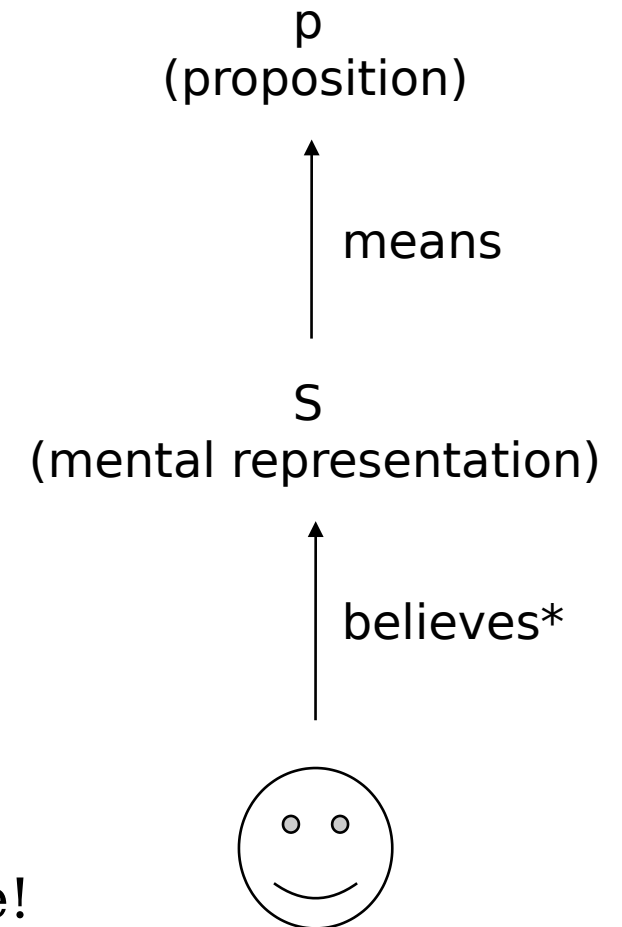 p
(proposition)
means
S
(mental representation)
believes*
e!